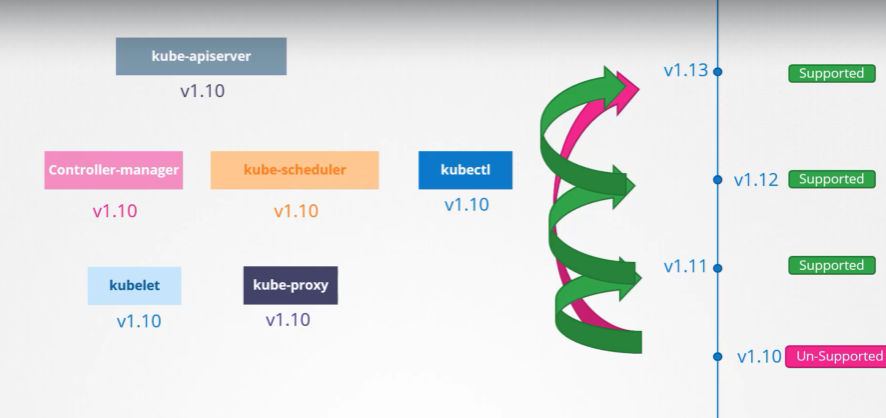 kube-apiserver
v1.10
Controller-manager
v1.10
kube-scheduler
v1.10
kubectl
v1.10
kubelet
v1.10
kube-proxy
v1.10
v1.13
Supported
v1.12
Supported
v1.11
Supported
v1.10
Un-Supported